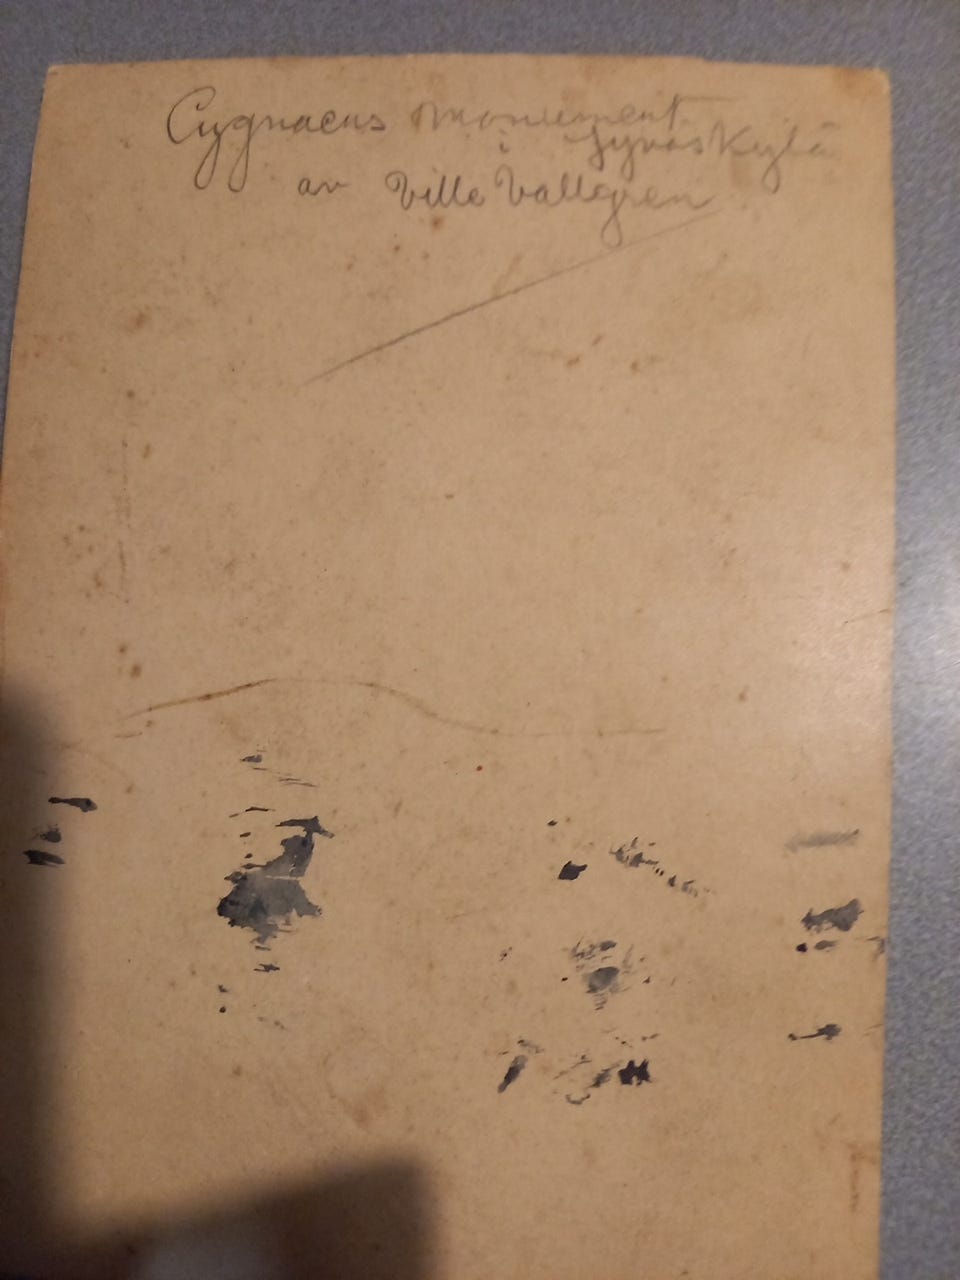 Cygnaeus monument
i Jyväskylä
av Ville Vallgren